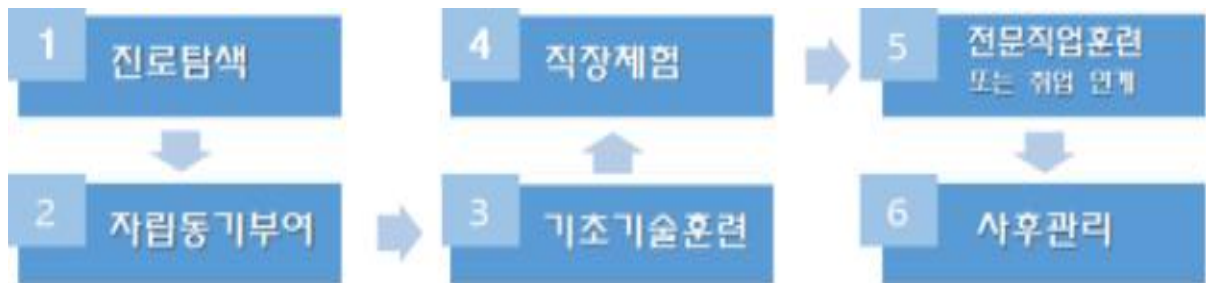 1 진로탐색
2 자립동기부여
3 기초기술훈련
4 직장체험
5 전문직업훈련
또는 취업 연계
6 사후관리